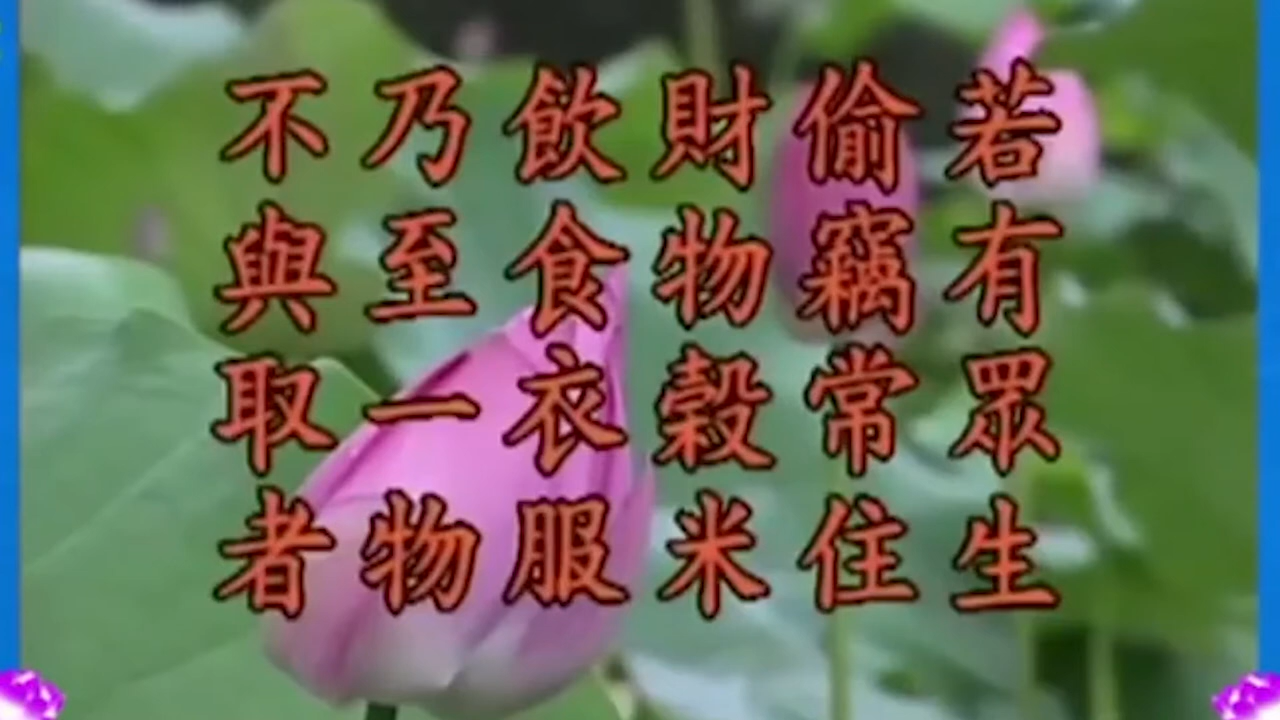 若有眾生
偷竊常住
財物穀米
飲食衣服
乃至一物
不與取者